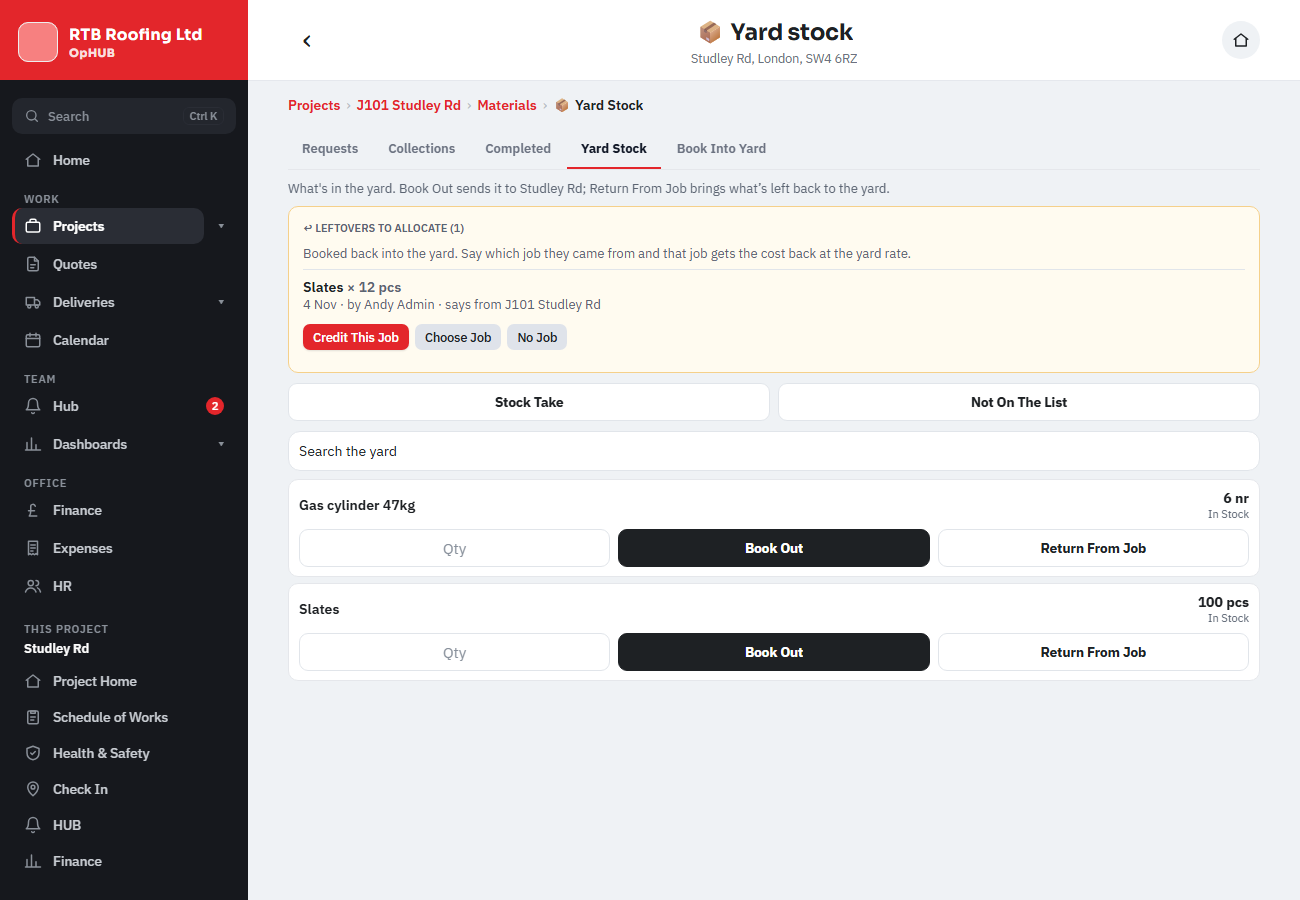 RTB Roofing Ltd
OpHUB
Search
Ctrl K
Home
WORK
Projects
Quotes
Deliveries
Calendar
TEAM
Hub
2
Dashboards
OFFICE
Finance
Expenses
HR
THIS PROJECT
Studley Rd
Project Home
Schedule of Works
Health & Safety
Check In
HUB
Finance
Yard stock
Studley Rd, London, SW4 6RZ
Projects › J101 Studley Rd › Materials › Yard Stock
Requests
Collections
Completed
Yard Stock
Book Into Yard
What's in the yard. Book Out sends it to Studley Rd; Return From Job brings what’s left back to the yard.
↩ LEFTOVERS TO ALLOCATE (1)
Booked back into the yard. Say which job they came from and that job gets the cost back at the yard rate.
Slates × 12 pcs
4 Nov · by Andy Admin · says from J101 Studley Rd
Credit This Job
Choose Job
No Job
Stock Take
Not On The List
Search the yard
Gas cylinder 47kg
6 nr
In Stock
Qty
Book Out
Return From Job
Slates
100 pcs
In Stock
Qty
Book Out
Return From Job